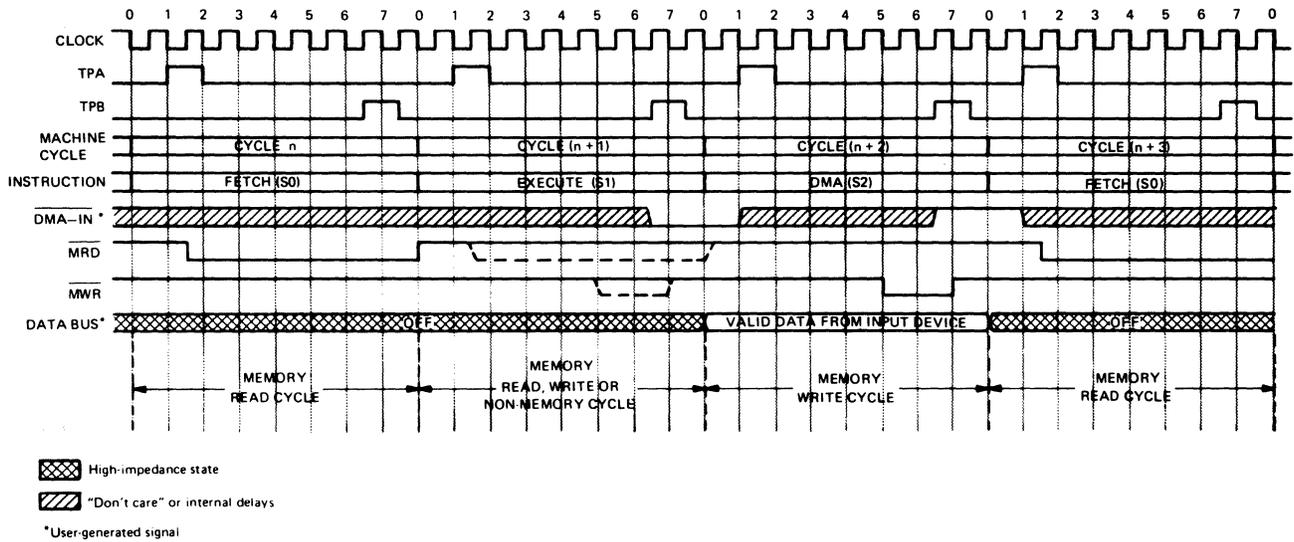 0 1 2 3 4 5 6 7 0 1 2 3 4 5 6 7 0 1 2 3 4 5 6 7 0 1 2 3 4 5 6 7 0
CLOCK
TPA
TPB
MACHINE
CYCLE
CYCLE n
CYCLE (n + 1)
CYCLE (n + 2)
CYCLE (n + 3)
INSTRUCTION
FETCH (S0)
EXECUTE (S1)
DMA (S2)
FETCH (S0)
DMA–IN *
MRD
MWR
DATA BUS*
OFF
VALID DATA FROM INPUT DEVICE
OFF
MEMORY
READ CYCLE
MEMORY
READ, WRITE OR
NON-MEMORY CYCLE
MEMORY
WRITE CYCLE
MEMORY
READ CYCLE
High-impedance state
"Don't care" or internal delays
*User-generated signal